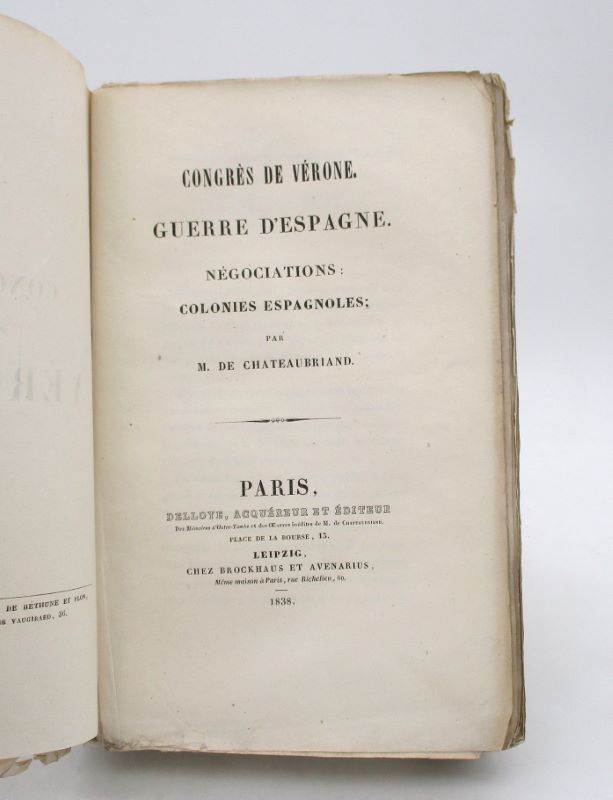 DE BÉTHUNE ET PLON,
VAUGIRARD, 36.
CONGRÈS DE VÉRONE.
GUERRE D'ESPAGNE.
NÉGOCIATIONS:
COLONIES ESPAGNOLES;
PAR
M. DE CHATEAUBRIAND.
PARIS,
DELLOYE, ACQUÉREUR ET ÉDITEUR
Des Mémoires d'Outre-Tombe et des Œuvres inédites de M. de Chateaubriand,
PLACE DE LA BOURSE, 13.
LEIPZIG,
CHEZ BROCKHAUS ET AVENARIUS,
Même maison à Paris, rue Richelieu, 60.
1838.